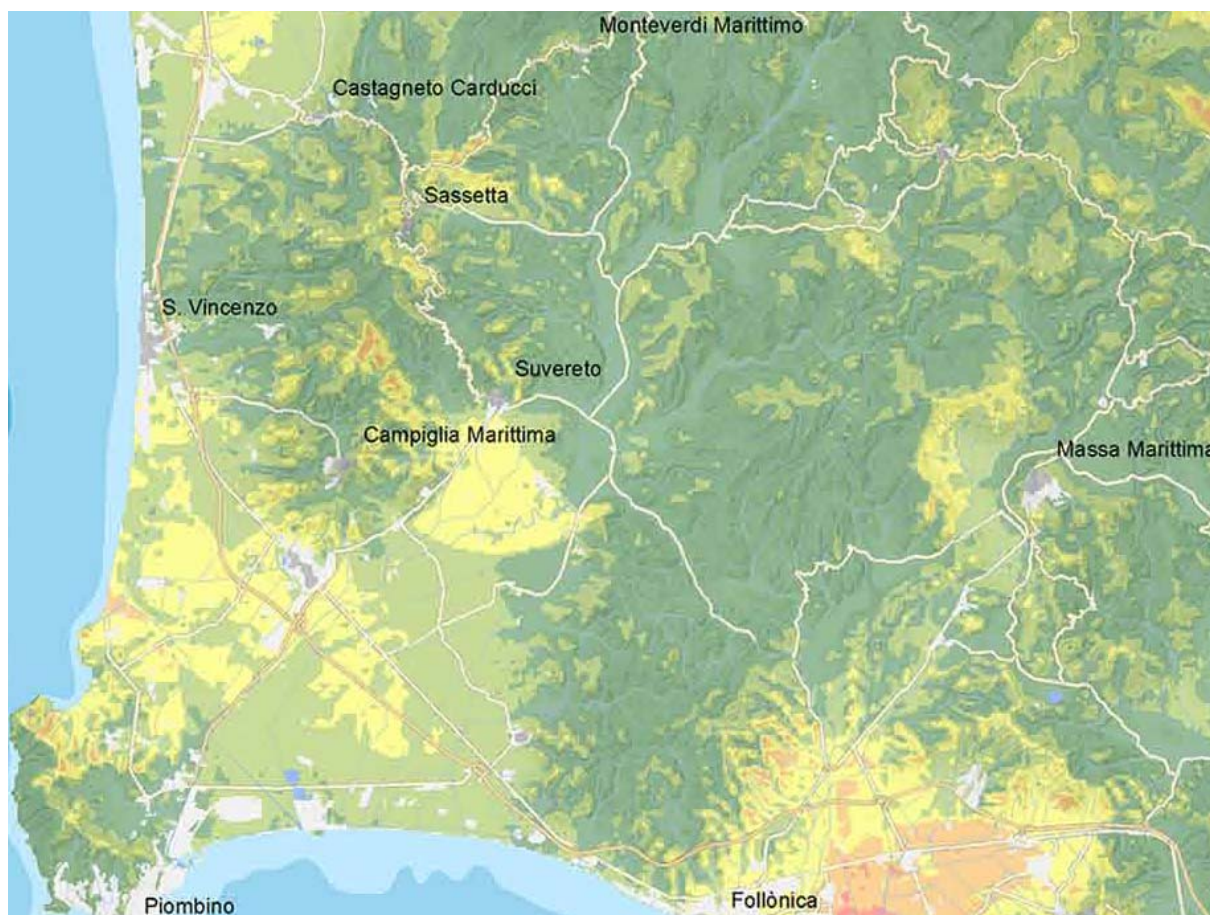 Monteverdi Marittimo
Castagneto Carducci
Sassetta
S. Vincenzo
Suvereto
Campiglia Marittima
Massa Marittima
Follònica
Piombino